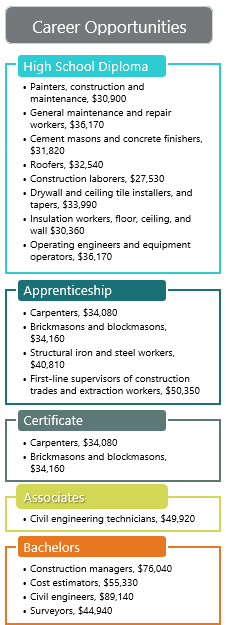 Career Opportunities
High School Diploma
• Painters, construction and
maintenance, $30,900
• General maintenance and repair
workers, $36,170
• Cement masons and concrete finishers,
$31,820
• Roofers, $32,540
• Construction laborers, $27,530
• Drywall and ceiling tile installers, and
tapers, $33,990
• Insulation workers, floor, ceiling, and
wall $30,360
• Operating engineers and equipment
operators, $36,170
Apprenticeship
• Carpenters, $34,080
• Brickmasons and blockmasons,
$34,160
• Structural iron and steel workers,
$40,810
• First-line supervisors of construction
trades and extraction workers, $50,350
Certificate
• Carpenters, $34,080
• Brickmasons and blockmasons,
$34,160
Associates
• Civil engineering technicians, $49,920
Bachelors
• Construction managers, $76,040
• Cost estimators, $55,330
• Civil engineers, $89,140
• Surveyors, $44,940